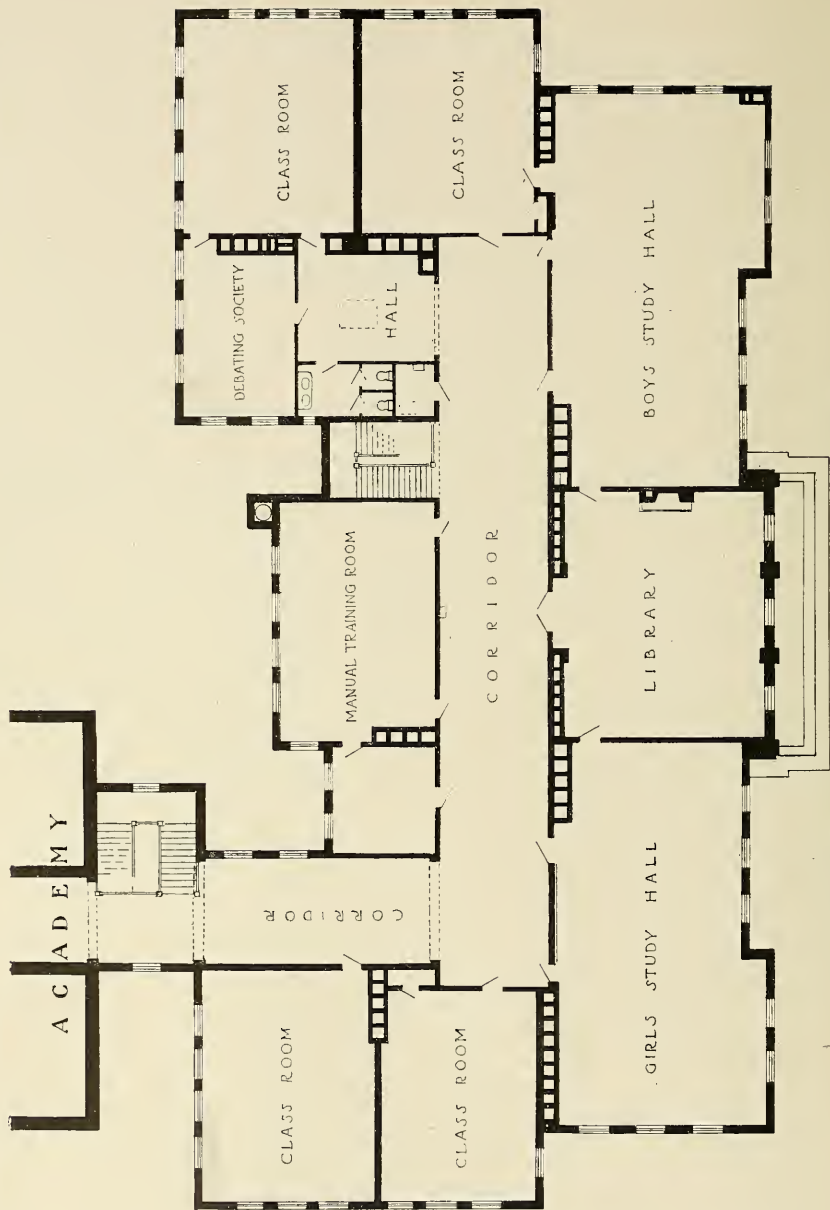 ACADEMY
CLASS ROOM
CORRIDOR
CLASS ROOM
MANUAL TRAINING ROOM
DEBATING SOCIETY
HALL
CLASS ROOM
CLASS ROOM
CORRIDOR
GIRLS STUDY HALL
LIBRARY
BOYS STUDY HALL